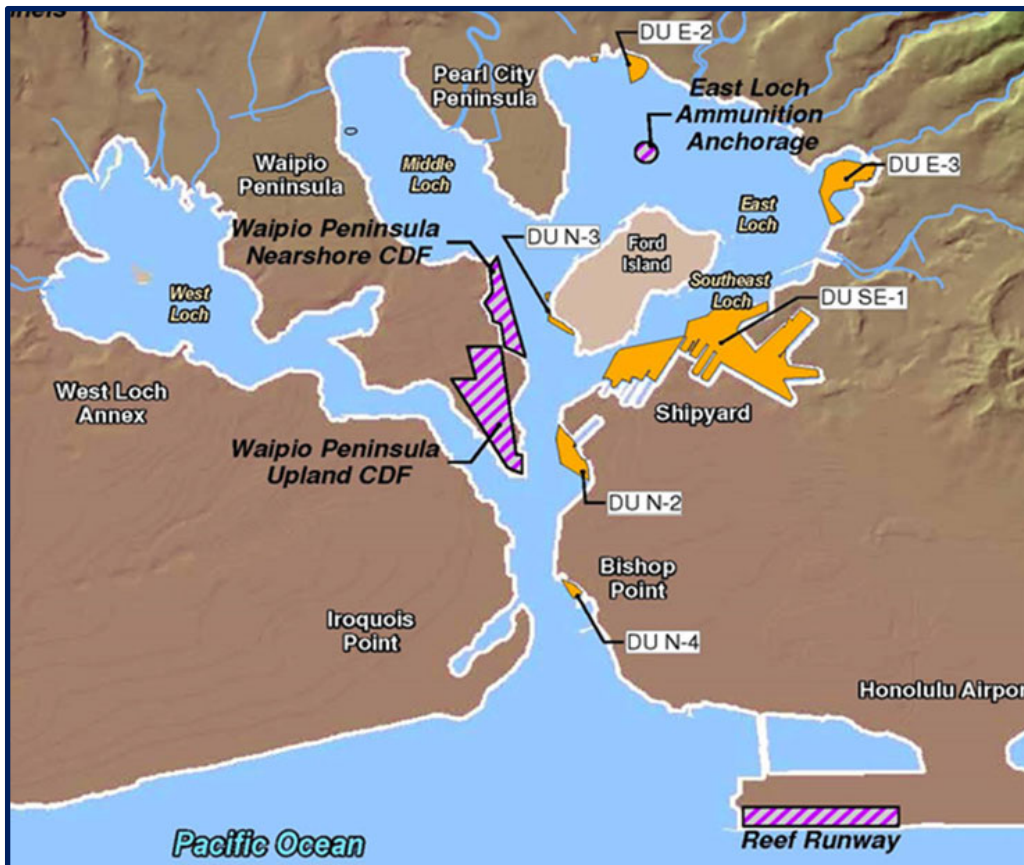 DU E-2
Pearl City
Peninsula
East Loch
Ammunition
Anchorage
Waipio
Peninsula
Middle
Loch
DU E-3
Waipio Peninsula
Nearshore CDF
DU N-3
East
Loch
Ford
Island
Southeast
Loch
West
Loch
DU SE-1
West Loch
Annex
Shipyard
Waipio Peninsula
Upland CDF
DU N-2
Bishop
Point
Iroquois
Point
DU N-4
Honolulu Airpor
Reef Runway
Pacific Ocean